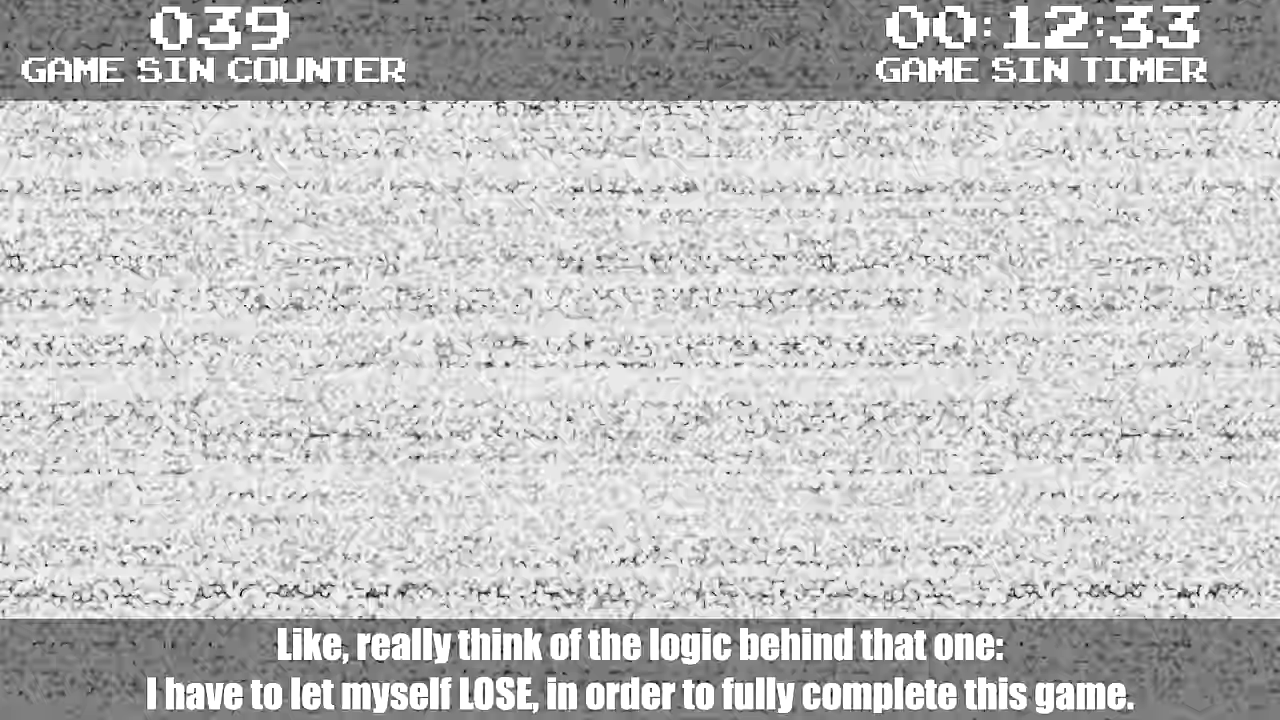 039
GAME SIN COUNTER
00:12:33
GAME SIN TIMER
Like, really think of the logic behind that one:
I have to let myself LOSE, in order to fully complete this game.